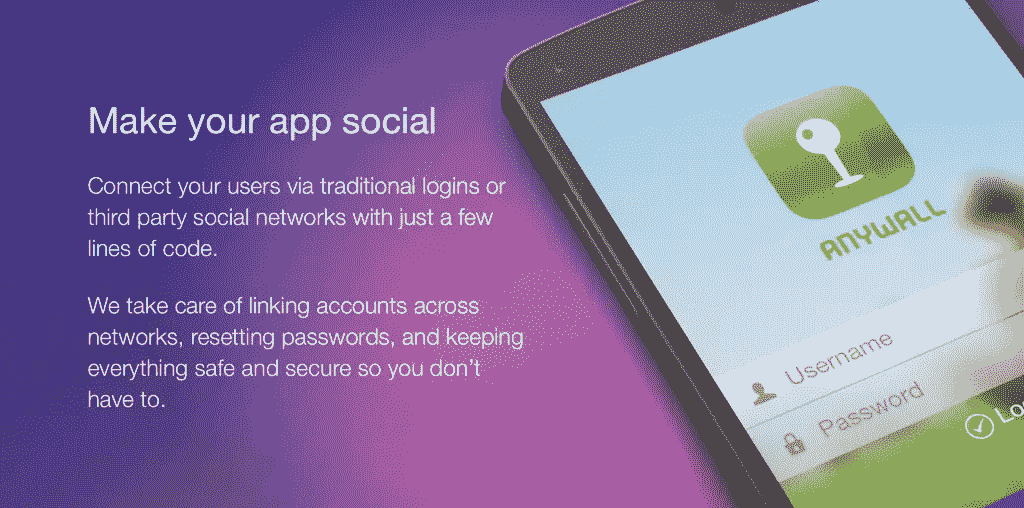 Make your app social
Connect your users via traditional logins or
third party social networks with just a few
lines of code.
We take care of linking accounts across
networks, resetting passwords, and keeping
everything safe and secure so you don’t
have to.
ANYWALL
Username
Password